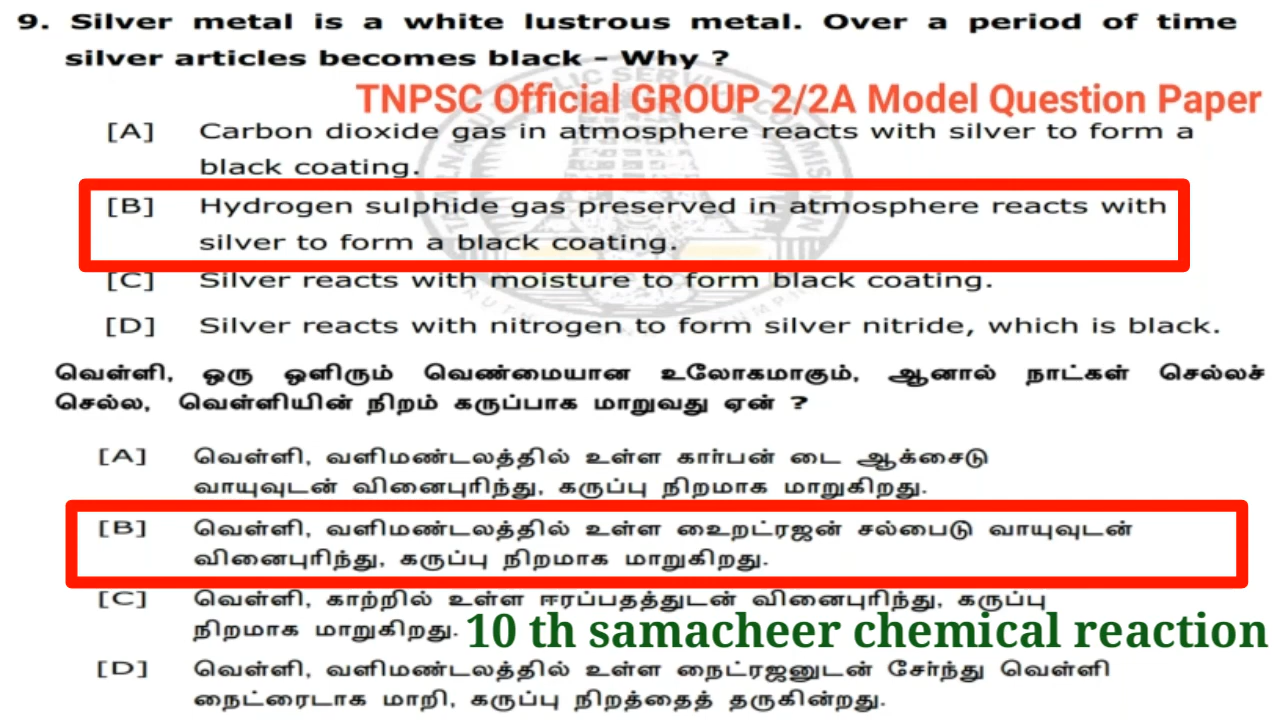 9. Silver metal is a white lustrous metal. Over a period of time
silver articles becomes black - Why ?
TNPSC Official GROUP 2/2A Model Question Paper
[A] Carbon dioxide gas in atmosphere reacts with silver to form a
black coating.
[B] Hydrogen sulphide gas preserved in atmosphere reacts with
silver to form a black coating.
[C] Silver reacts with moisture to form black coating.
[D] Silver reacts with nitrogen to form silver nitride, which is black.
வெள்ளி, ஒரு ஒளிரும் வெண்மையான உலோகமாகும், ஆனால் நாட்கள் செல்லச்
செல்ல, வெள்ளியின் நிறம் கருப்பாக மாறுவது ஏன் ?
[A] வெள்ளி, வளிமண்டலத்தில் உள்ள கார்பன் டை ஆக்சைடு
வாயுவுடன் வினைபுரிந்து, கருப்பு நிறமாக மாறுகிறது.
[B] வெள்ளி, வளிமண்டலத்தில் உள்ள ஹைட்ரஜன் சல்பைடு வாயுவுடன்
வினைபுரிந்து, கருப்பு நிறமாக மாறுகிறது.
[C] வெள்ளி, காற்றில் உள்ள ஈரப்பதத்துடன் வினைபுரிந்து, கருப்பு
நிறமாக மாறுகிறது.
10 th samacheer chemical reaction
[D] வெள்ளி, வளிமண்டலத்தில் உள்ள நைட்ரஜனுடன் சேர்ந்து வெள்ளி
நைட்ரைடாக மாறி, கருப்பு நிறத்தைத் தருகின்றது.